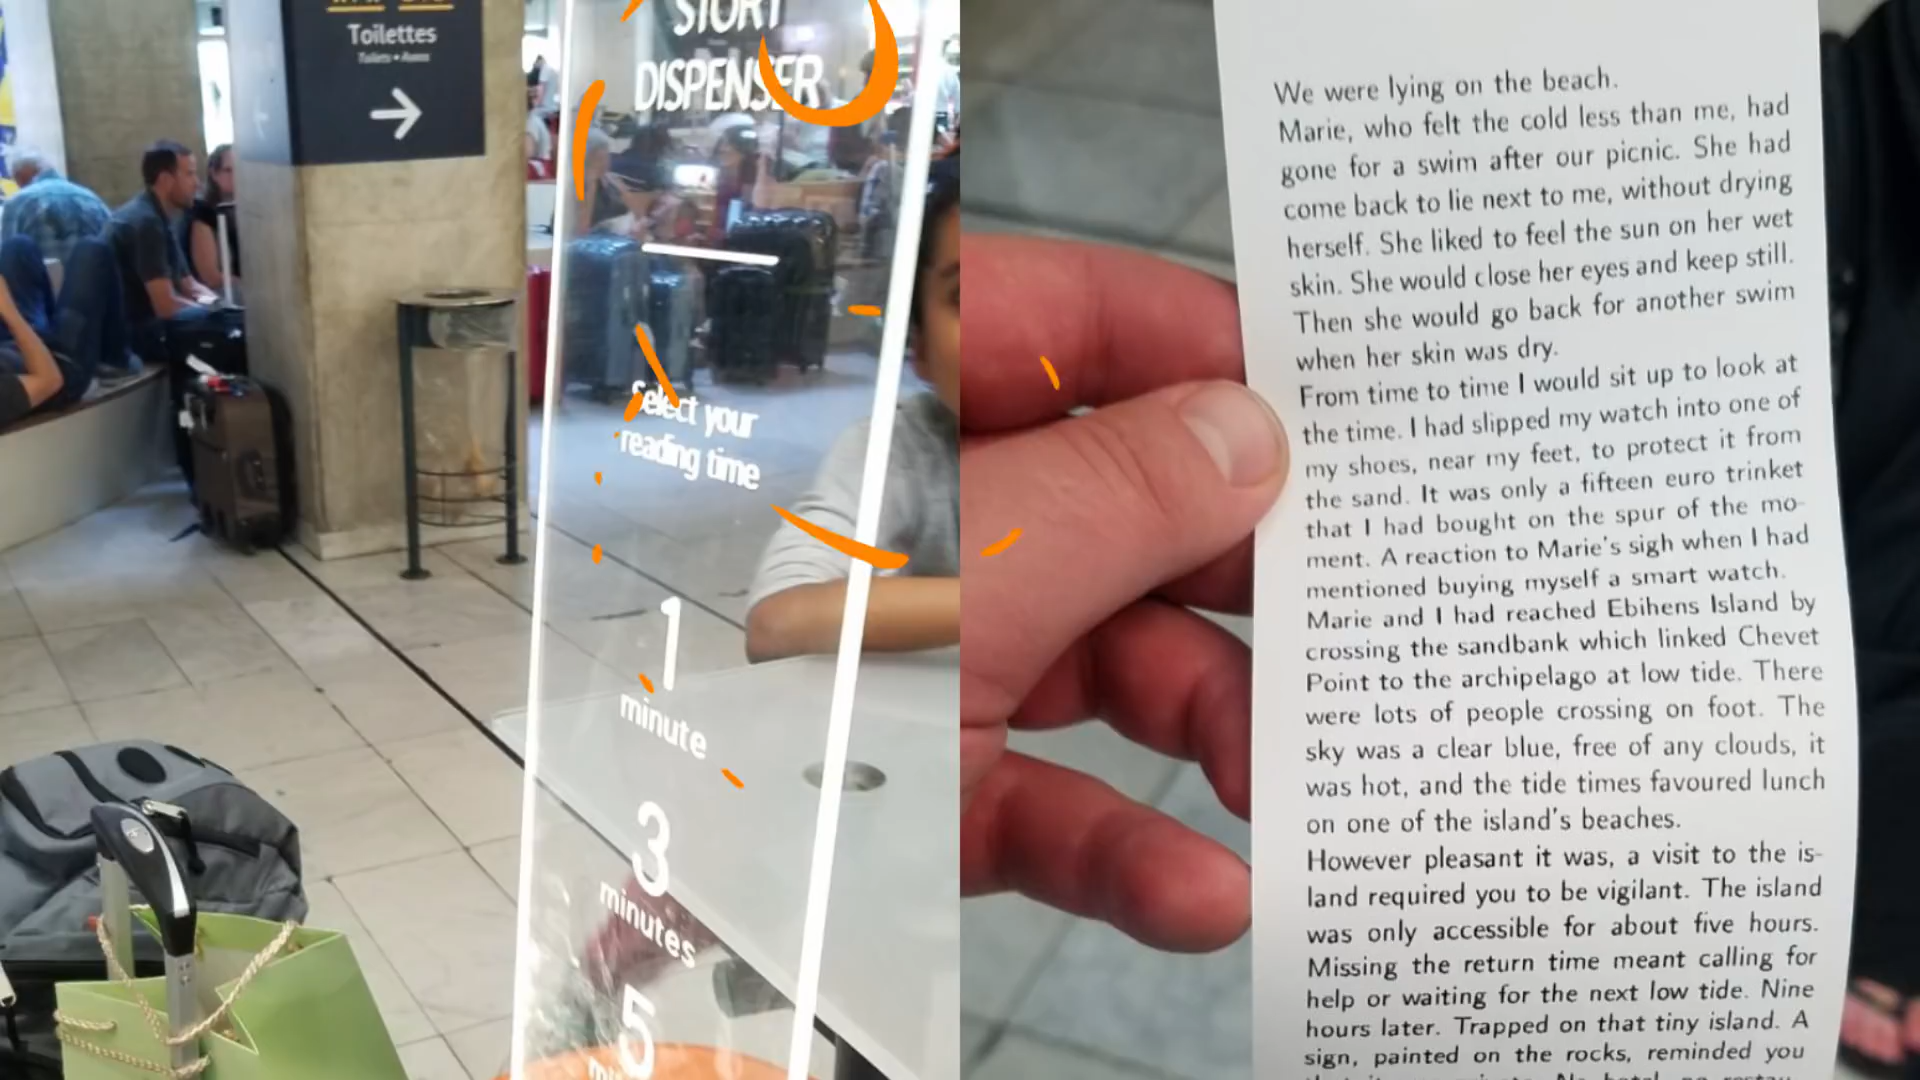 Toilettes
STORY
DISPENSER
Select your
reading time
1
minute
3
minutes
5
We were lying on the beach.
Marie, who felt the cold less than me, had
gone for a swim after our picnic. She had
come back to lie next to me, without drying
herself. She liked to feel the sun on her wet
skin. She would close her eyes and keep still.
Then she would go back for another swim
when her skin was dry.
From time to time I would sit up to look at
the time. I had slipped my watch into one of
my shoes, near my feet, to protect it from
the sand. It was only a fifteen euro trinket
that I had bought on the spur of the mo-
ment. A reaction to Marie's sigh when I had
mentioned buying myself a smart watch.
Marie and I had reached Ebihens Island by
crossing the sandbank which linked Chevet
Point to the archipelago at low tide. There
were lots of people crossing on foot. The
sky was a clear blue, free of any clouds, it
was hot, and the tide times favoured lunch
on one of the island's beaches.
However pleasant it was, a visit to the is-
land required you to be vigilant. The island
was only accessible for about five hours.
Missing the return time meant calling for
help or waiting for the next low tide. Nine
hours later. Trapped on that tiny island. A
sign, painted on the rocks, reminded you